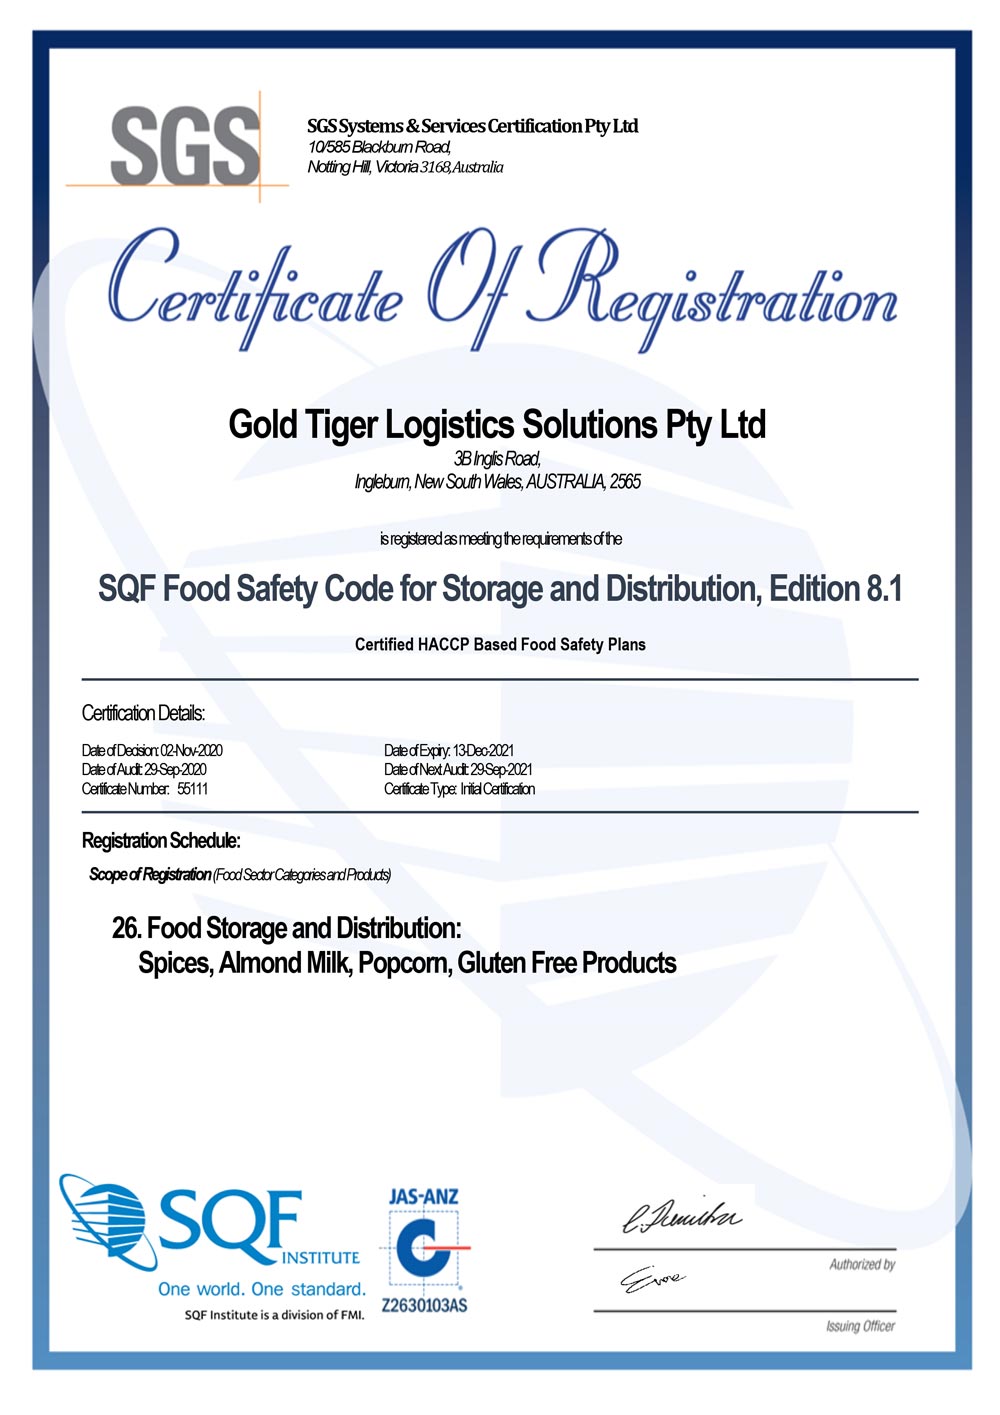 SGS
SGS Systems & Services Certification Pty Ltd
10/585 Blackburn Road,
Notting Hill, Victoria 3168, Australia
Certificate Of Registration
Gold Tiger Logistics Solutions Pty Ltd
3B Inglis Road,
Ingleburn, New South Wales, AUSTRALIA, 2565
is registered as meeting the requirements of the
SQF Food Safety Code for Storage and Distribution, Edition 8.1
Certified HACCP Based Food Safety Plans
Certification Details:
Date of Decision: 02-Nov-2020
Date of Expiry: 13-Dec-2021
Date of Audit: 29-Sep-2020
Date of Next Audit: 29-Sep-2021
Certificate Number: 55111
Certificate Type: Initial Certification
Registration Schedule:
Scope of Registration (Food Sector Categories and Products)
26. Food Storage and Distribution:
Spices, Almond Milk, Popcorn, Gluten Free Products
SQF
INSTITUTE
One world. One standard.
SQF Institute is a division of FMI.
JAS-ANZ
Z2630103AS
Authorized by
Issuing Officer